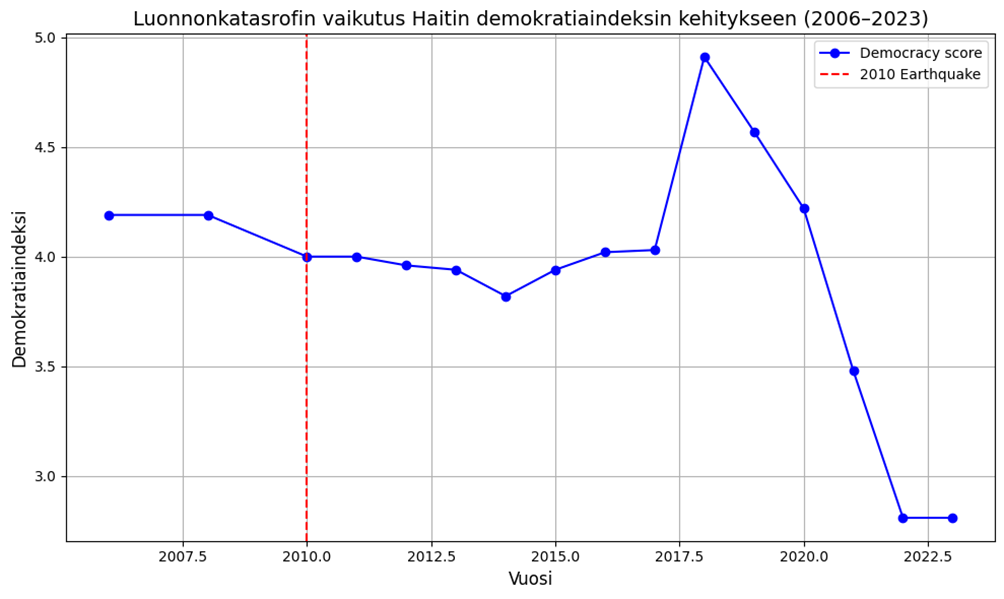 Luonnonkatasrofin vaikutus Haitin demokratiaindeksin kehitykseen (2006–2023)
Democracy score
2010 Earthquake
Demokratiaindeksi
5.0
4.5
4.0
3.5
3.0
2007.5 2010.0 2012.5 2015.0 2017.5 2020.0 2022.5
Vuosi